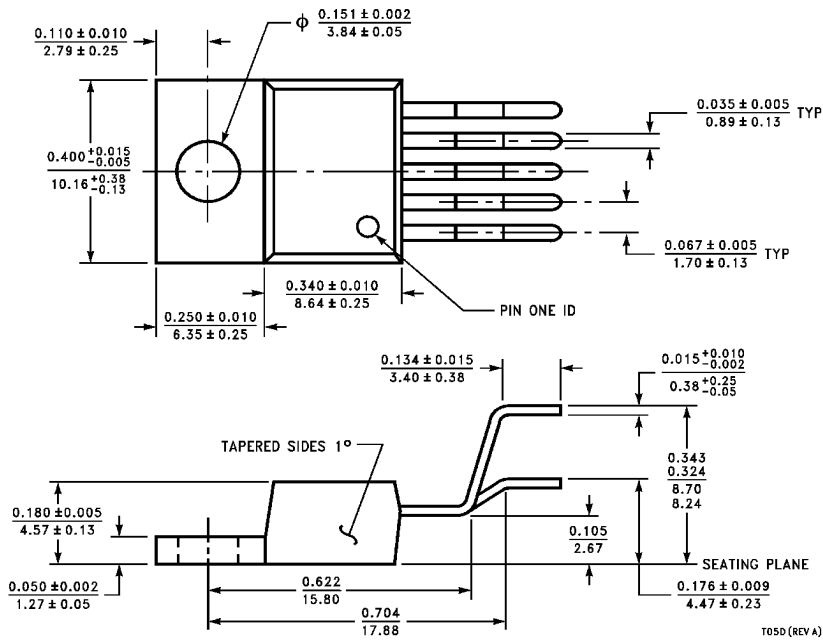 0.110 ± 0.010
2.79 ± 0.25
ϕ 0.151 ± 0.002
3.84 ± 0.05
0.035 ± 0.005
0.89 ± 0.13 TYP
0.400 +0.015 -0.005
10.16 +0.38 -0.13
0.067 ± 0.005
1.70 ± 0.13 TYP
0.340 ± 0.010
8.64 ± 0.25
PIN ONE ID
0.250 ± 0.010
6.35 ± 0.25
0.134 ± 0.015
3.40 ± 0.38
0.015 +0.010 -0.002
0.38 +0.25 -0.05
TAPERED SIDES 1°
0.343
0.324
8.70
8.24
0.180 ± 0.005
4.57 ± 0.13
0.105
2.67
SEATING PLANE
0.050 ± 0.002
1.27 ± 0.05
0.622
15.80
0.176 ± 0.009
4.47 ± 0.23
0.704
17.88
T05D (REV A)